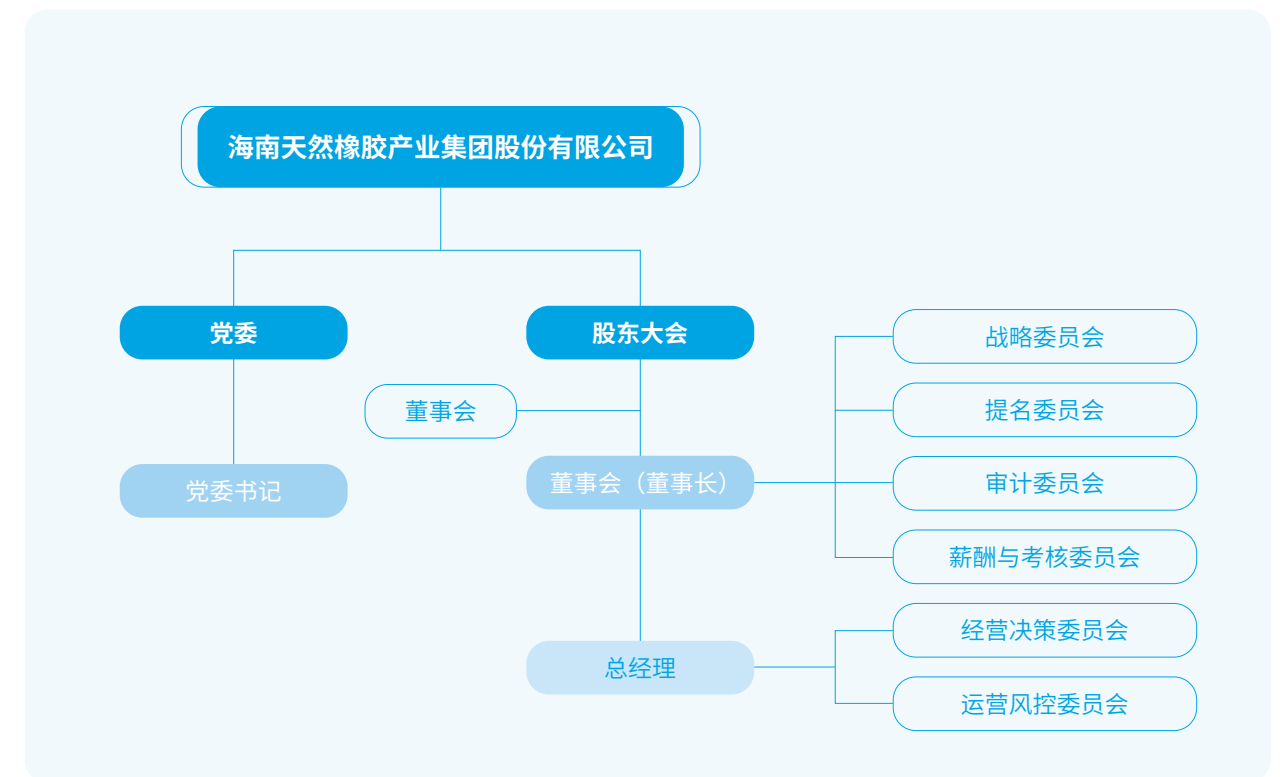 海南天然橡胶产业集团股份有限公司
党委
股东大会
战略委员会
董事会
提名委员会
党委书记
董事会（董事长）
审计委员会
薪酬与考核委员会
经营决策委员会
总经理
运营风控委员会